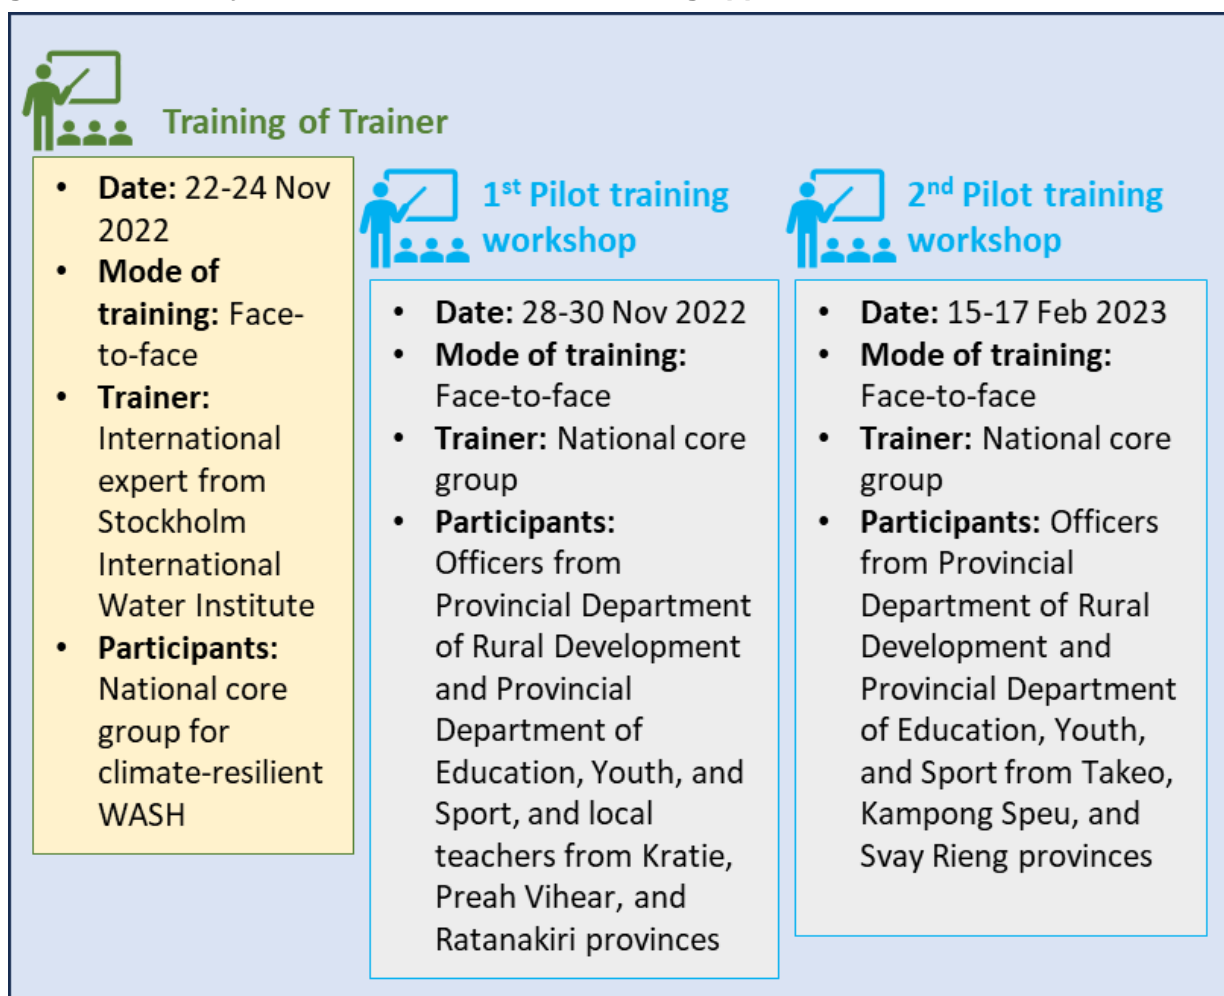 Training of Trainer
• Date: 22-24 Nov
2022
• Mode of
training: Face-
to-face
• Trainer:
International
expert from
Stockholm
International
Water Institute
• Participants:
National core
group for
climate-resilient
WASH
1st Pilot training
workshop
• Date: 28-30 Nov 2022
• Mode of training:
Face-to-face
• Trainer: National core
group
• Participants:
Officers from
Provincial Department
of Rural Development
and Provincial
Department of
Education, Youth, and
Sport, and local
teachers from Kratie,
Preah Vihear, and
Ratanakiri provinces
2nd Pilot training
workshop
• Date: 15-17 Feb 2023
• Mode of training:
Face-to-face
• Trainer: National core
group
• Participants: Officers
from Provincial
Department of Rural
Development and
Provincial Department
of Education, Youth,
and Sport from Takeo,
Kampong Speu, and
Svay Rieng provinces